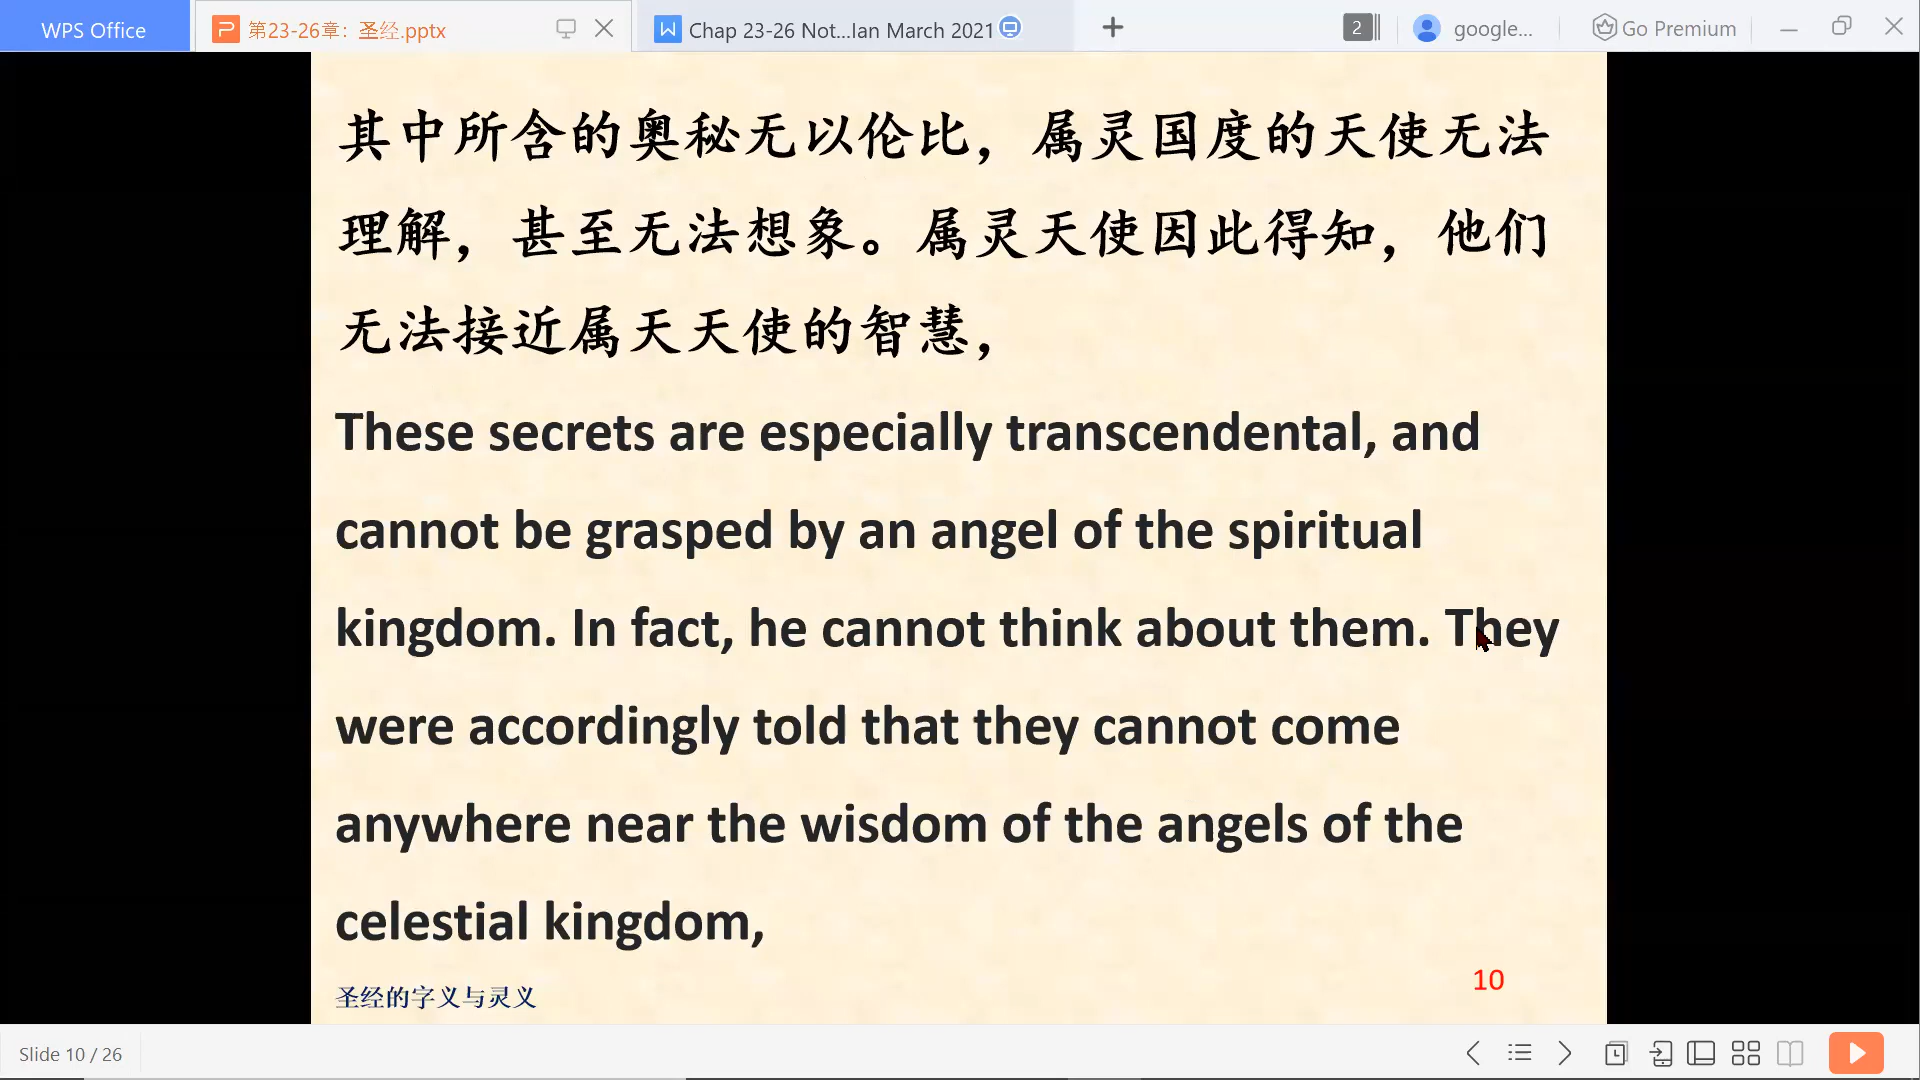 WPS Office
第23-26章：圣经.pptx
Chap 23-26 Not...Ian March 2021
2
google...
Go Premium
其中所含的奥秘无以伦比，属灵国度的天使无法
理解，甚至无法想象。属灵天使因此得知，他们
无法接近属天天使的智慧，
These secrets are especially transcendental, and
cannot be grasped by an angel of the spiritual
kingdom. In fact, he cannot think about them. They
were accordingly told that they cannot come
anywhere near the wisdom of the angels of the
celestial kingdom,
圣经的字义与灵义
10
Slide 10 / 26